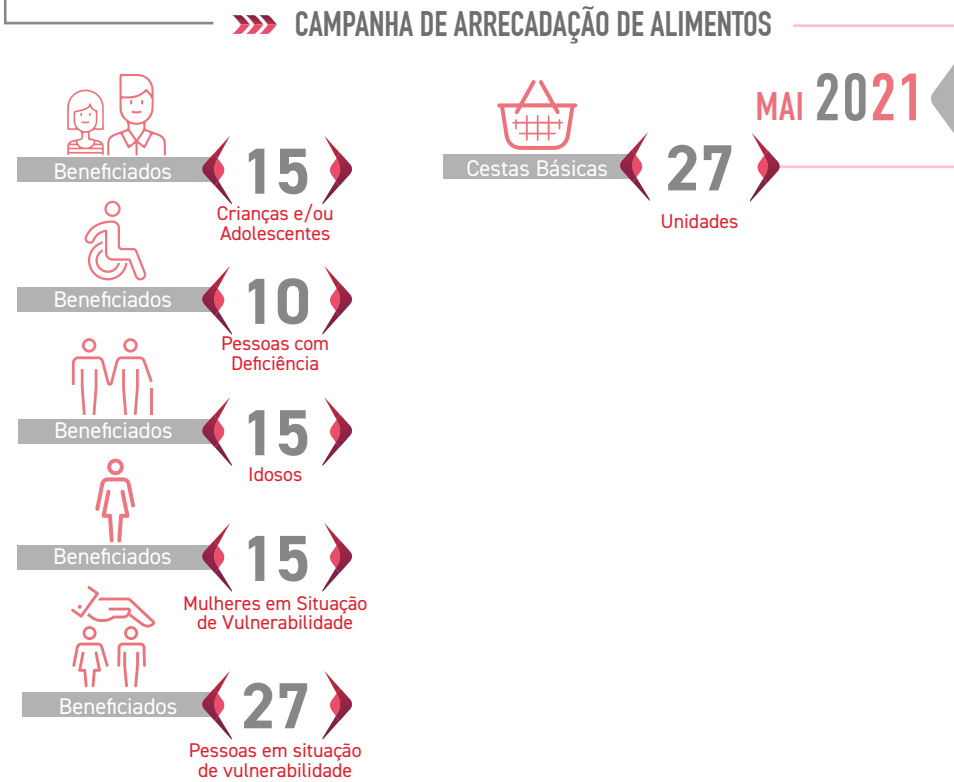 CAMPANHA DE ARRECADAÇÃO DE ALIMENTOS
MAI 2021
Beneficiados
15
Crianças e/ou
Adolescentes
Cestas Básicas
27
Unidades
Beneficiados
10
Pessoas com
Deficiência
Beneficiados
15
Idosos
Beneficiados
15
Mulheres em Situação
de Vulnerabilidade
Beneficiados
27
Pessoas em situação
de vulnerabilidade